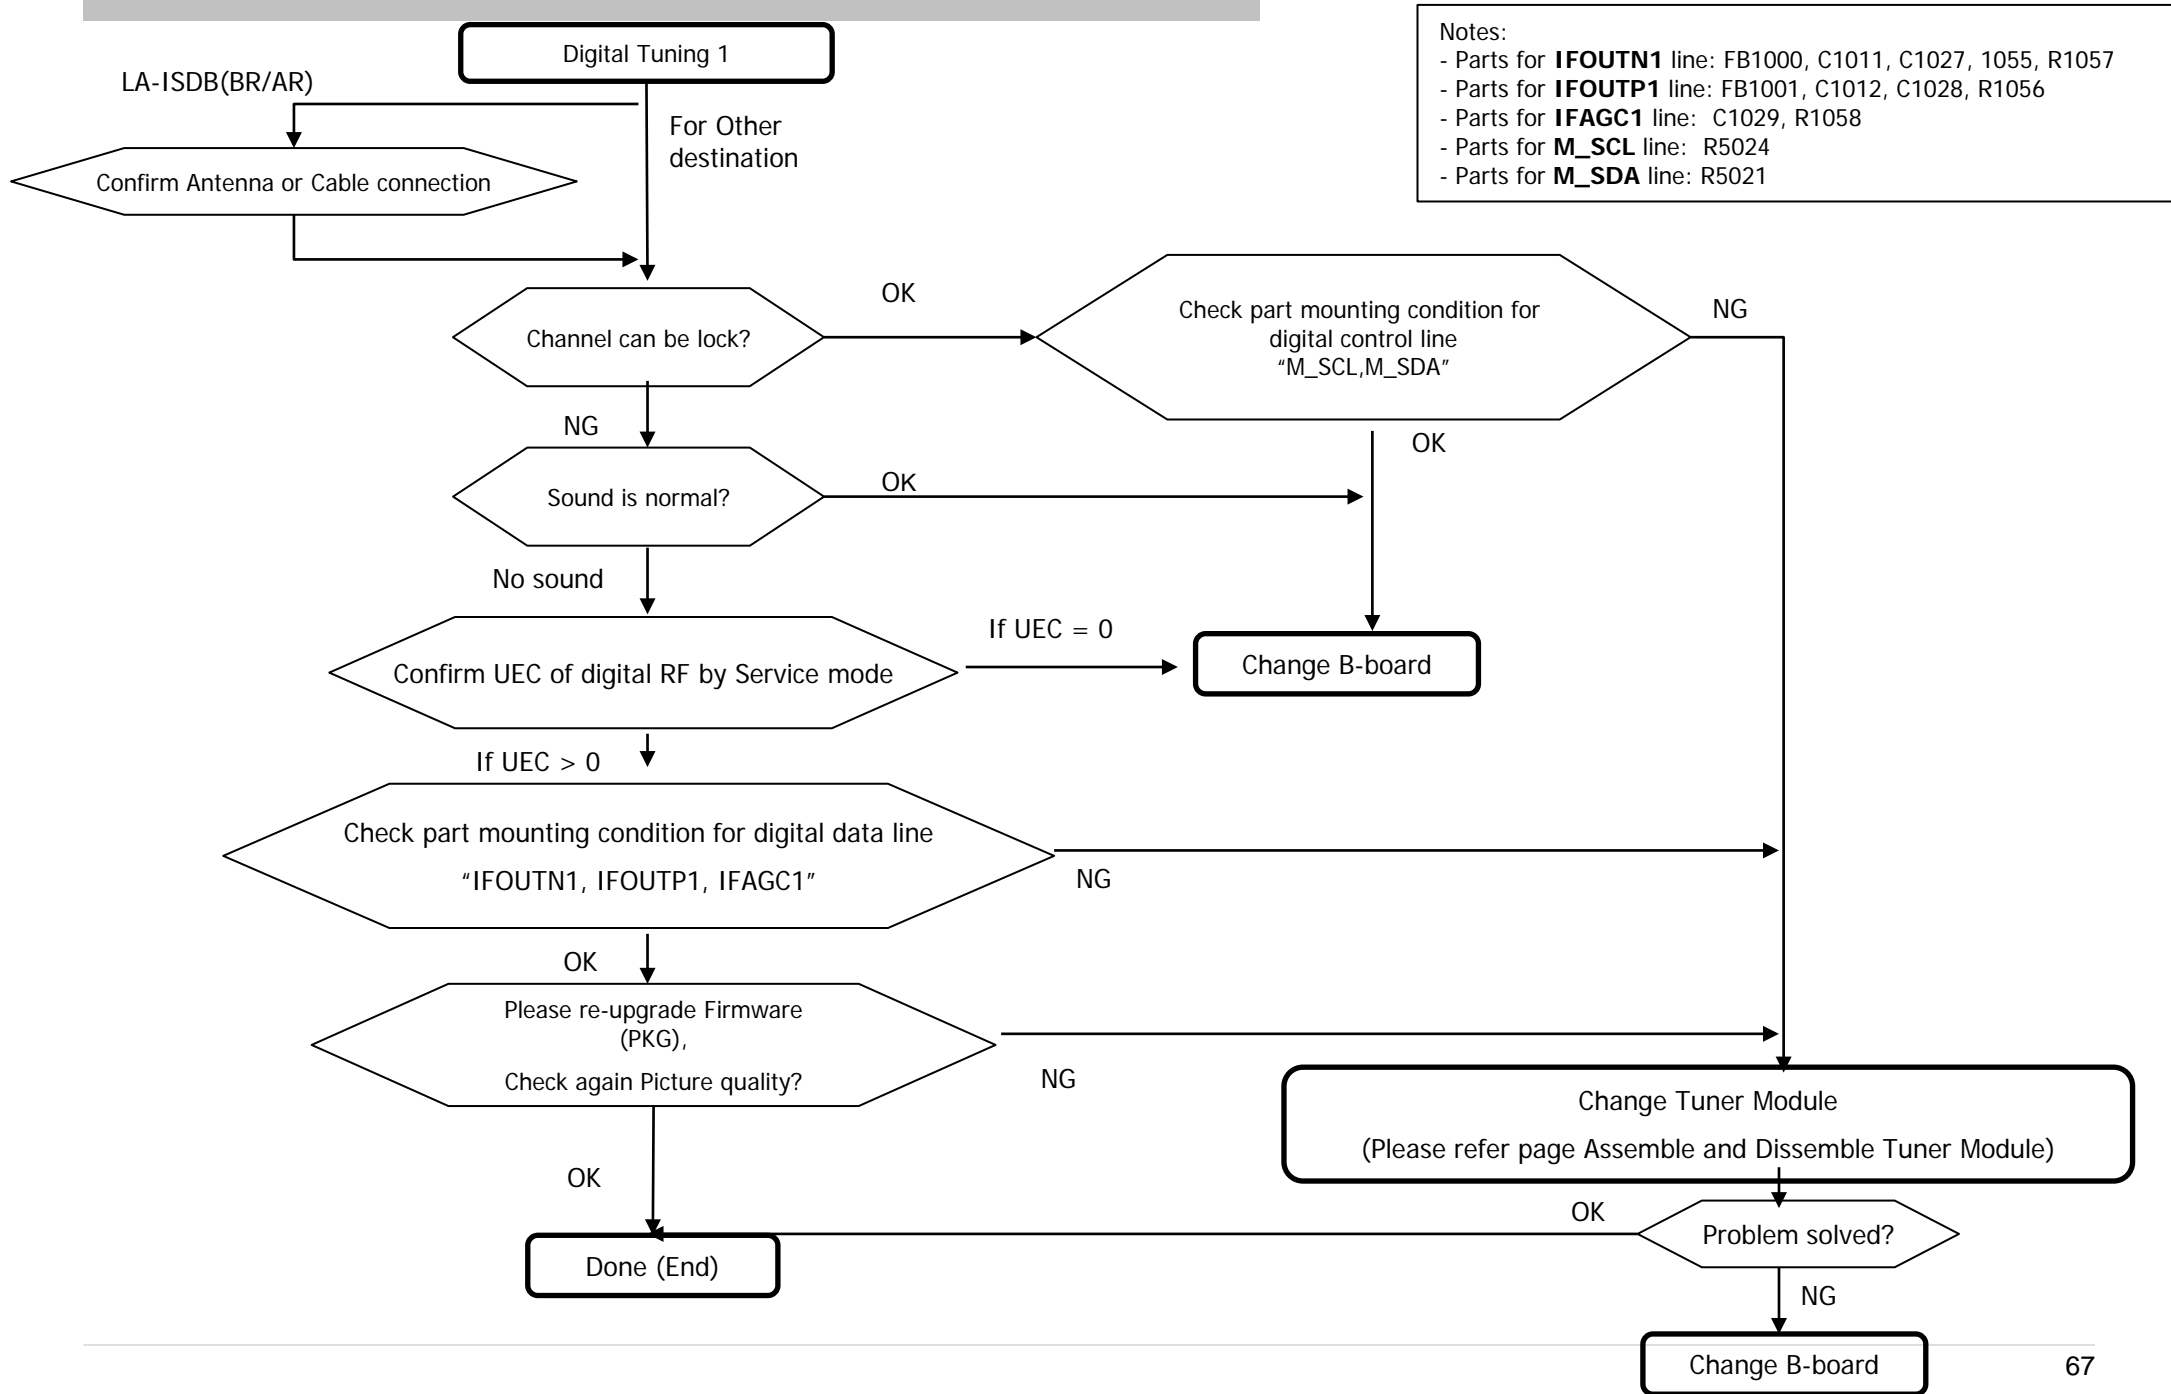 Digital Tuning 1
Notes:
- Parts for IFOUTN1 line: FB1000, C1011, C1027, 1055, R1057
- Parts for IFOUTP1 line: FB1001, C1012, C1028, R1056
- Parts for IFAGC1 line:  C1029, R1058
- Parts for M_SCL line:  R5024
- Parts for M_SDA line: R5021
LA-ISDB(BR/AR)
For Other
destination
Confirm Antenna or Cable connection
Channel can be lock?
OK
Check part mounting condition for
digital control line
“M_SCL,M_SDA”
NG
NG
OK
Sound is normal?
OK
No sound
Confirm UEC of digital RF by Service mode
If UEC = 0
Change B-board
If UEC > 0
Check part mounting condition for digital data line
“IFOUTN1, IFOUTP1, IFAGC1”
NG
OK
Please re-upgrade Firmware
(PKG),
Check again Picture quality?
NG
Change Tuner Module
(Please refer page Assemble and Dissemble Tuner Module)
OK
OK
Problem solved?
Done (End)
NG
Change B-board
67